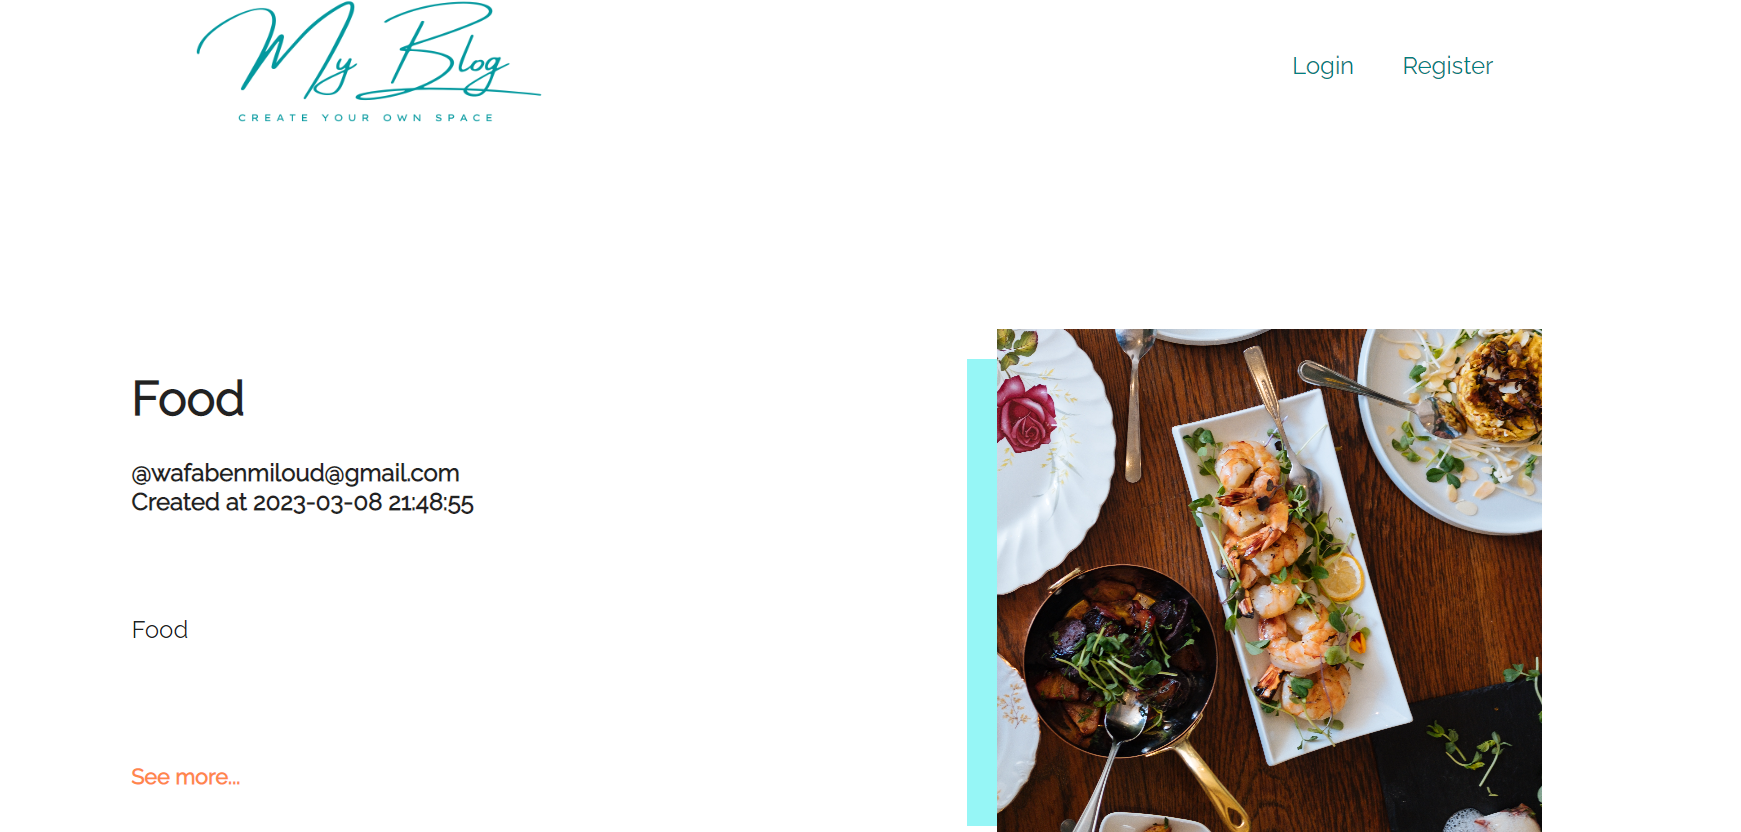 My Blog
CREATE YOUR OWN SPACE
Login
Register
Food
@wafabenmiloud@gmail.com
Created at 2023-03-08 21:48:55
Food
See more...